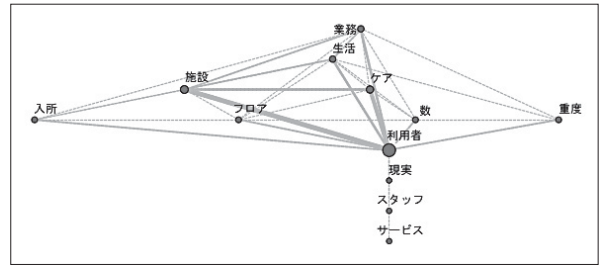 業務
生活
施設
ケア
入所
フロア
数
重度
利用者
現実
スタッフ
サービス